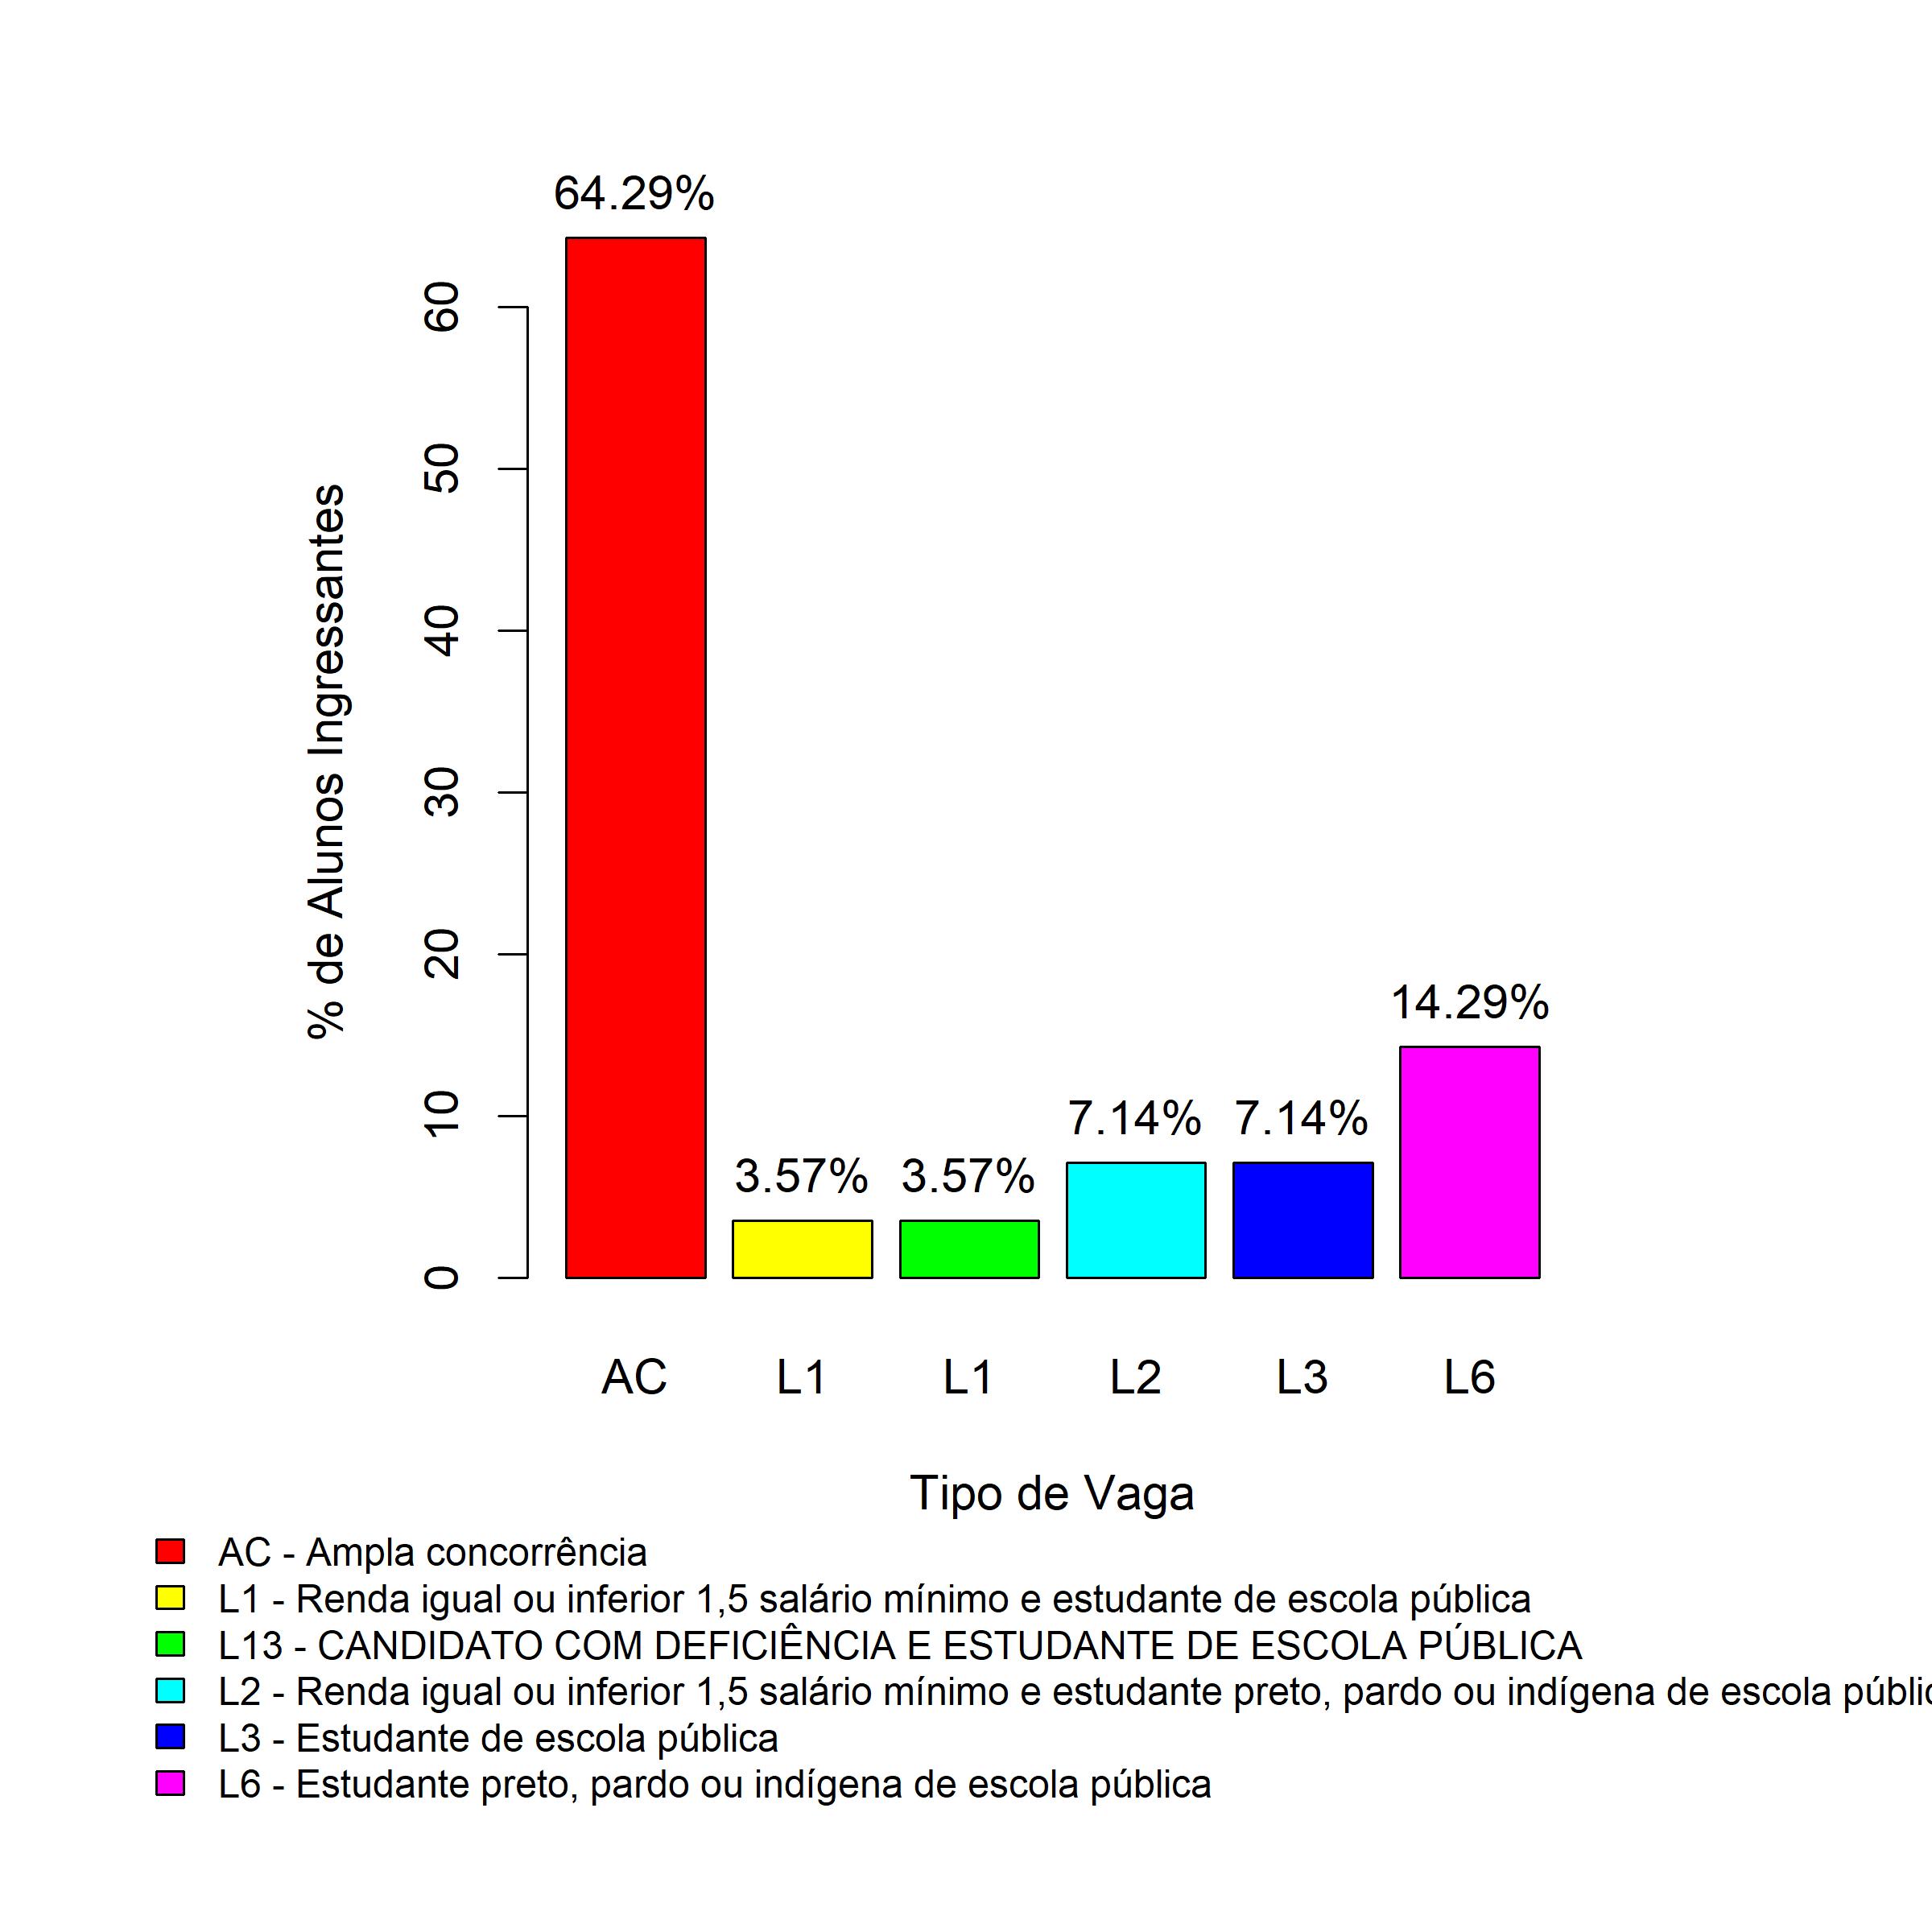 64.29%
% de Alunos Ingressantes
60
50
40
30
20
10
0
14.29%
7.14% 7.14%
3.57% 3.57%
AC L1 L1 L2 L3 L6
Tipo de Vaga
AC - Ampla concorrência
L1 - Renda igual ou inferior 1,5 salário mínimo e estudante de escola pública
L13 - CANDIDATO COM DEFICIÊNCIA E ESTUDANTE DE ESCOLA PÚBLICA
L2 - Renda igual ou inferior 1,5 salário mínimo e estudante preto, pardo ou indígena de escola públic
L3 - Estudante de escola pública
L6 - Estudante preto, pardo ou indígena de escola pública